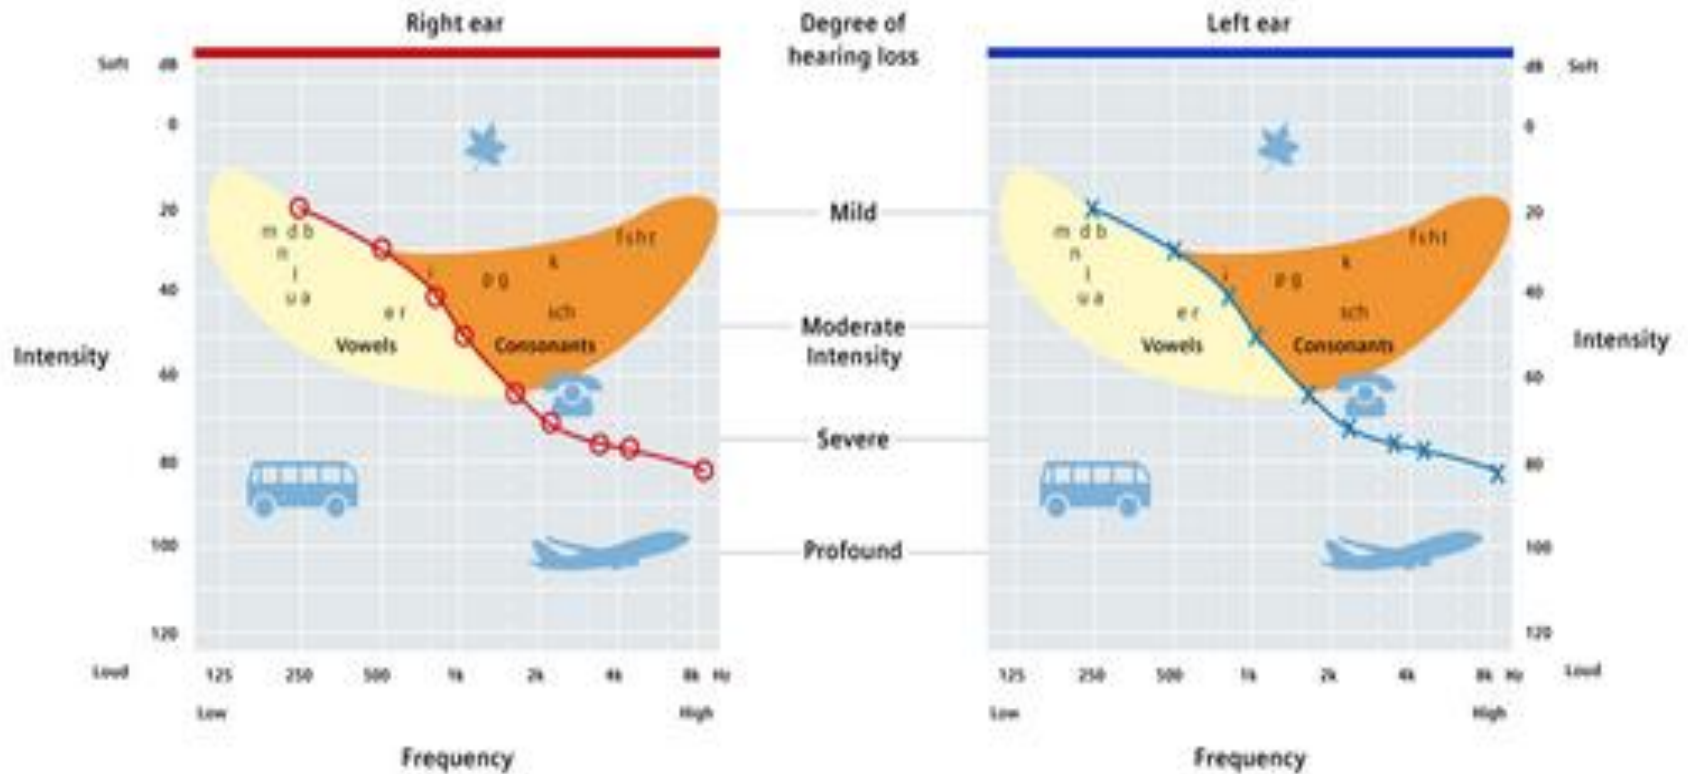 Right ear
Degree of
hearing loss
Left ear
Soft dB
dB Soft
0
0
20
Mild
20
m d b
n
l
u a
i
p g
k
f s h t
m d b
n
l
u a
i
p g
k
f s h t
40
40
e r
sch
e r
sch
Vowels
Consonants
Moderate
Intensity
Vowels
Consonants
Intensity
Intensity
60
60
Severe
80
80
100
Profound
100
120
120
Loud
125 250 500 1k 2k 4k 8k Hz
125 250 500 1k 2k 4k 8k Hz
Loud
Low
High
Low
High
Frequency
Frequency